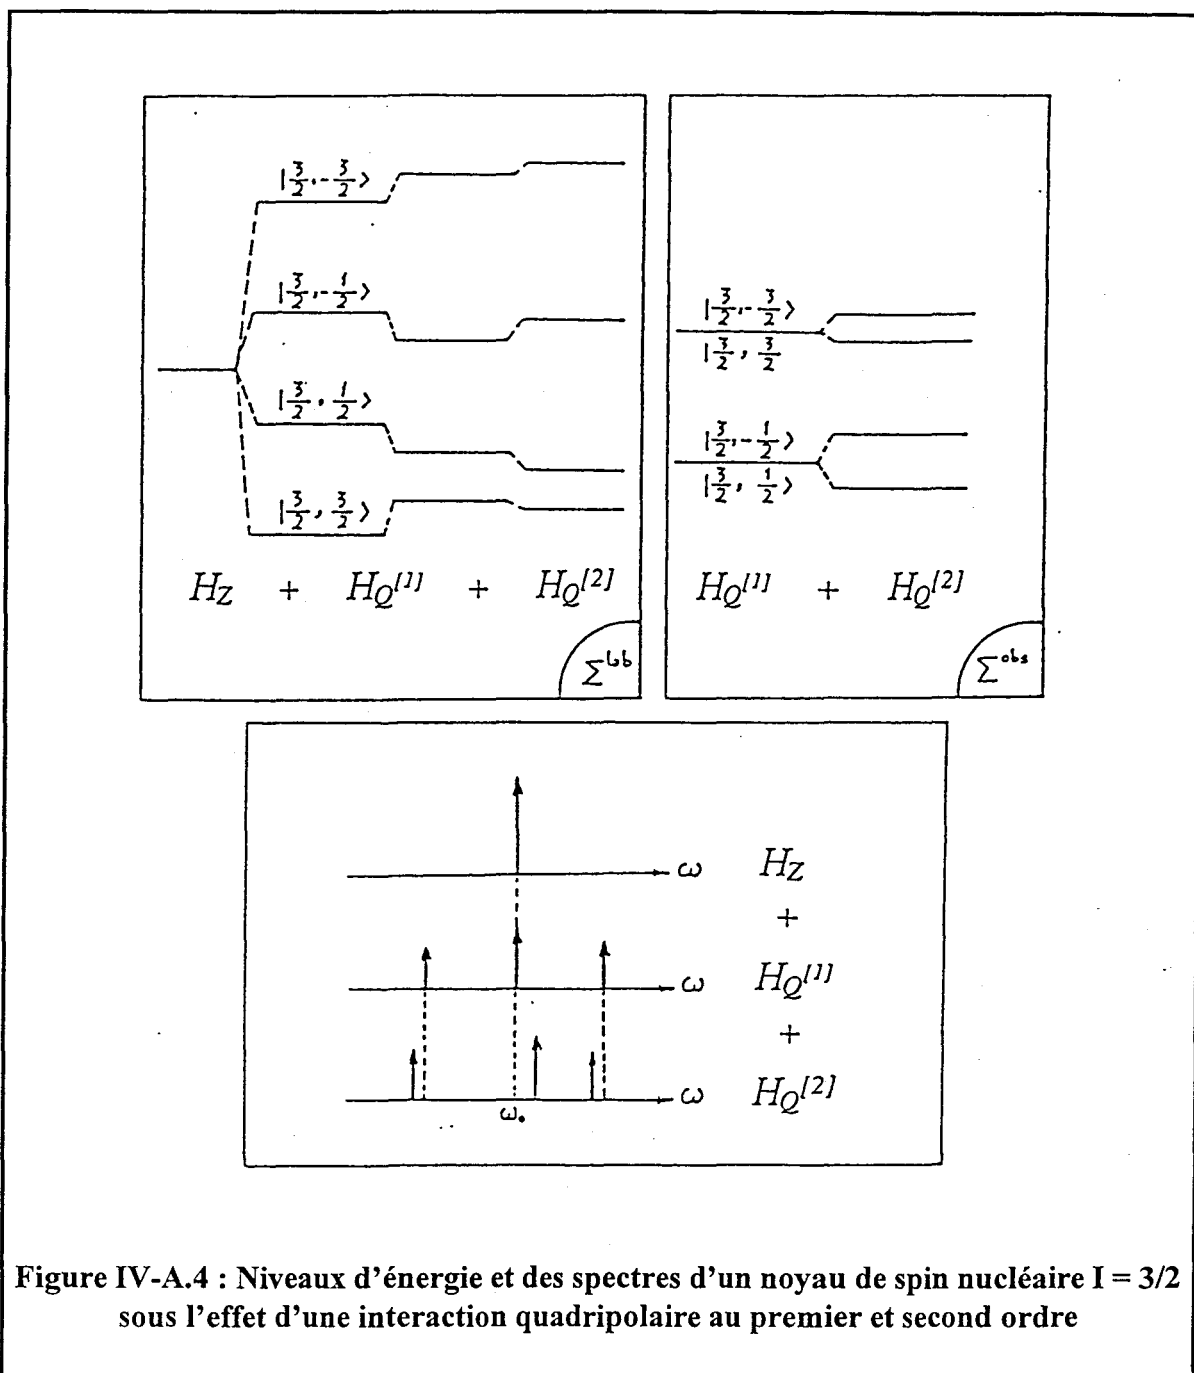 |3/2,-3/2>
|3/2,-1/2>
|3/2, 1/2>
|3/2, 3/2>
H_Z + H_Q^[1] + H_Q^[2]
Σ^lab
|3/2,-3/2>
|3/2, 3/2
|3/2,-1/2>
|3/2, 1/2>
H_Q^[1] + H_Q^[2]
Σ^obs
ω H_Z
+
ω H_Q^[1]
+
ω H_Q^[2]
ω₀
Figure IV-A.4 : Niveaux d'énergie et des spectres d'un noyau de spin nucléaire I = 3/2
sous l'effet d'une interaction quadripolaire au premier et second ordre